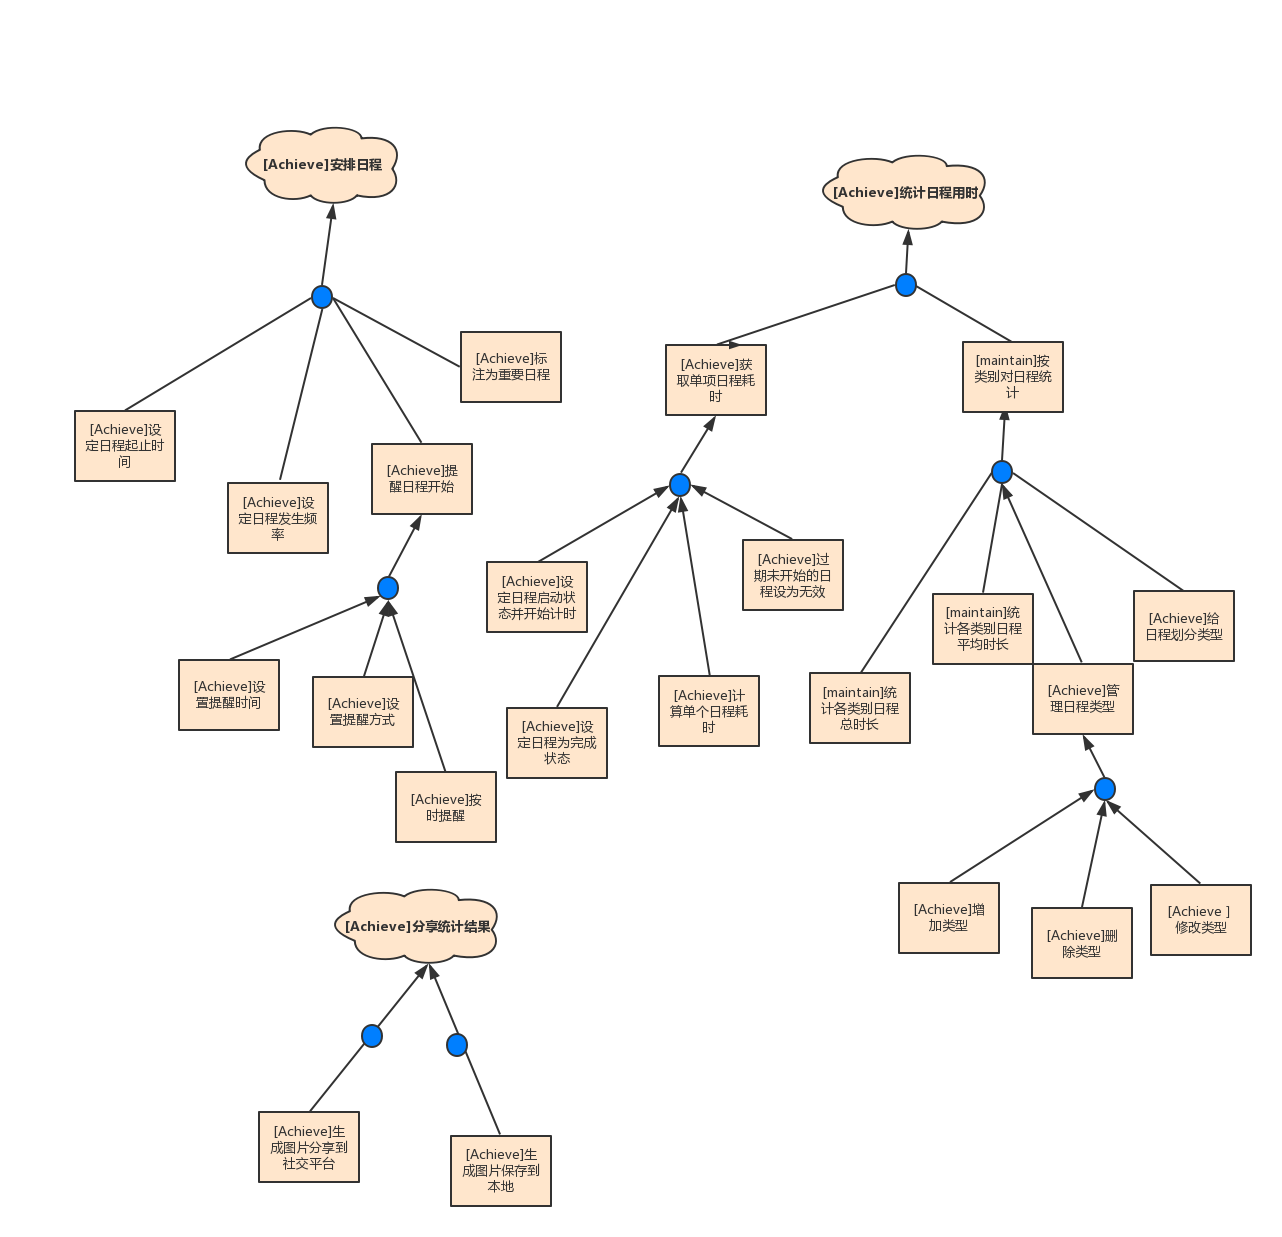 [Achieve]安排日程
[Achieve]统计日程用时
[Achieve]标
注为重要日程
[Achieve]获
取单项日程耗
时
[maintain]按
类别对日程统
计
[Achieve]设
定日程起止时
间
[Achieve]提
醒日程开始
[Achieve]设
定日程发生频
率
[Achieve]过
期未开始的日
程设为无效
[Achieve]设
定日程启动状
态并开始计时
[maintain]统
计各类别日程
平均时长
[Achieve]给
日程划分类型
[Achieve]设
置提醒时间
[Achieve]设
置提醒方式
[Achieve]计
算单个日程耗
时
[maintain]统
计各类别日程
总时长
[Achieve]管
理日程类型
[Achieve]设
定日程为完成
状态
[Achieve]按
时提醒
[Achieve]分享统计结果
[Achieve]增
加类型
[Achieve]删
除类型
[Achieve ］
修改类型
[Achieve]生
成图片分享到
社交平台
[Achieve]生
成图片保存到
本地